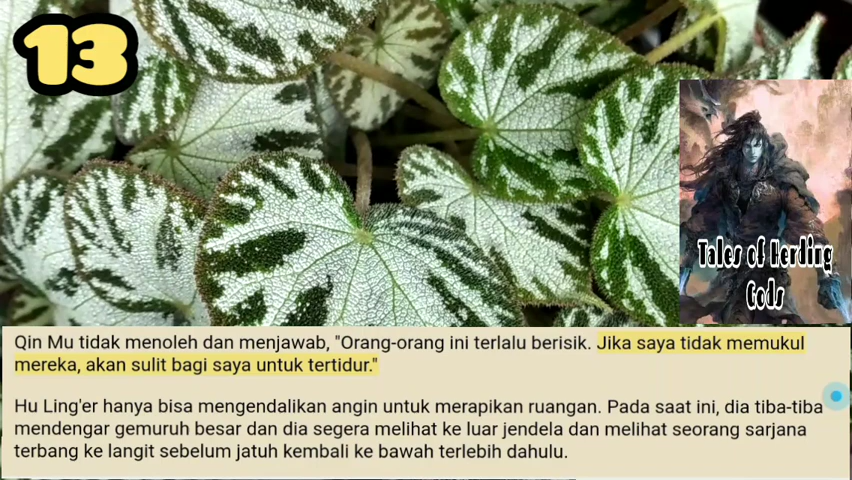 13
Tales of Herding
Gods
Qin Mu tidak menoleh dan menjawab, "Orang-orang ini terlalu berisik. Jika saya tidak memukul
mereka, akan sulit bagi saya untuk tertidur."
Hu Ling'er hanya bisa mengendalikan angin untuk merapikan ruangan. Pada saat ini, dia tiba-tiba
mendengar gemuruh besar dan dia segera melihat ke luar jendela dan melihat seorang sarjana
terbang ke langit sebelum jatuh kembali ke bawah terlebih dahulu.